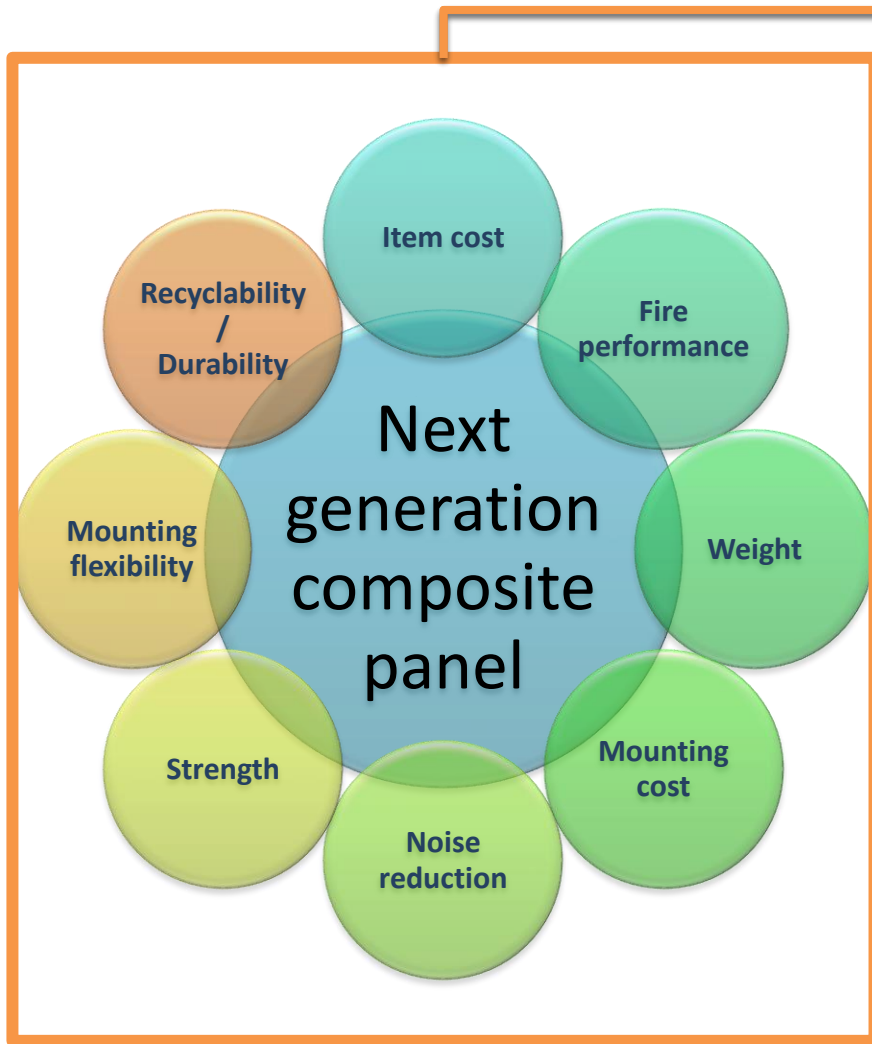 Item cost
Fire
performance
Weight
Mounting
cost
Noise
reduction
Strength
Mounting
flexibility
Recyclability
/
Durability
Next
generation
composite
panel